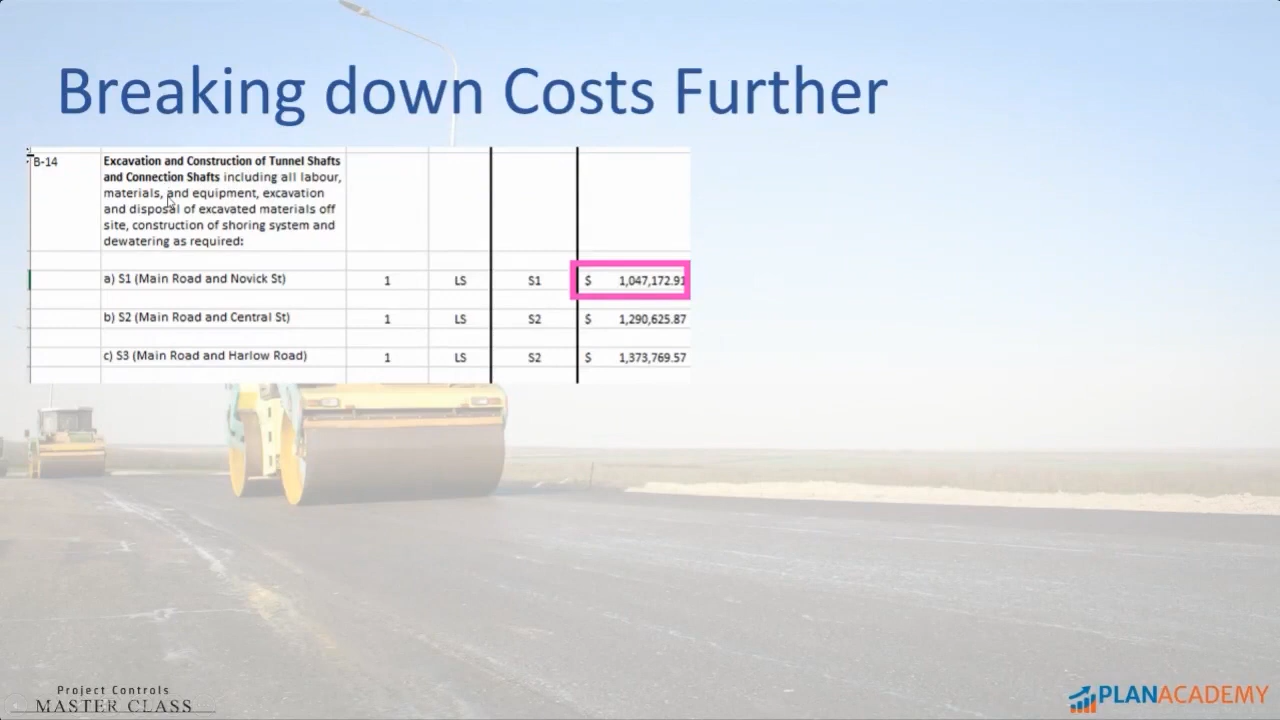 Breaking down Costs Further
B-14
Excavation and Construction of Tunnel Shafts
and Connection Shafts including all labour,
materials, and equipment, excavation
and disposal of excavated materials off
site, construction of shoring system and
dewatering as required:
a) S1 (Main Road and Novick St) 1 LS S1 $ 1,047,172.91
b) S2 (Main Road and Central St) 1 LS S2 $ 1,290,625.87
c) S3 (Main Road and Harlow Road) 1 LS S2 $ 1,373,769.57
Project Controls
MASTER CLASS
PLANACADEMY